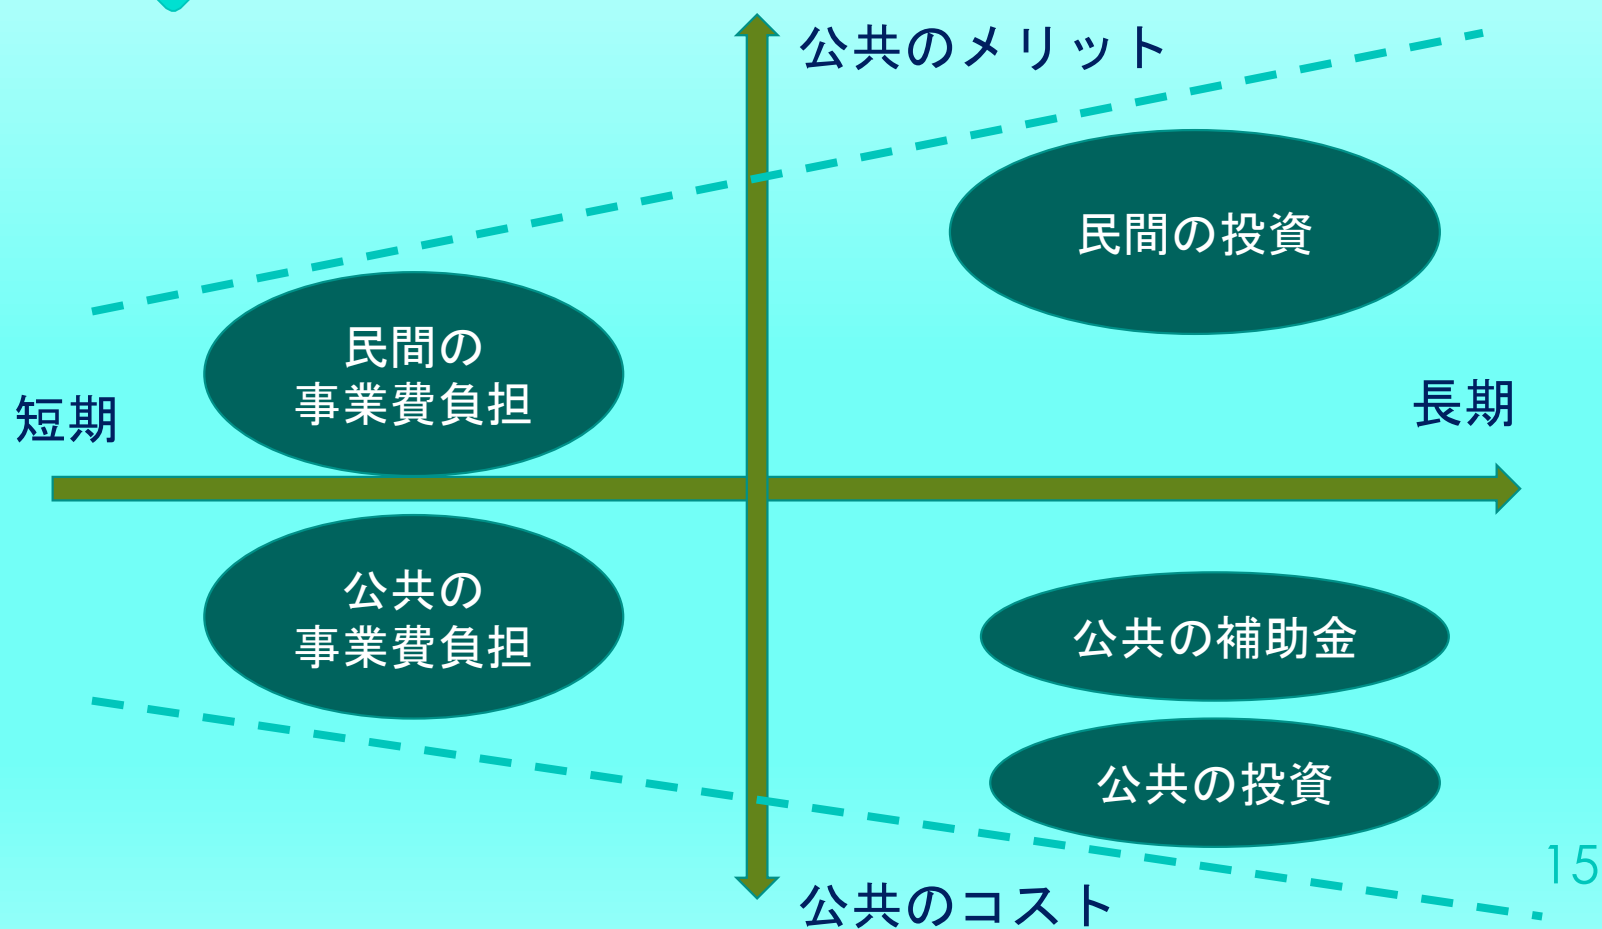 公共のメリット
民間の投資
民間の
事業費負担
短期
長期
公共の
事業費負担
公共の補助金
公共の投資
公共のコスト
15